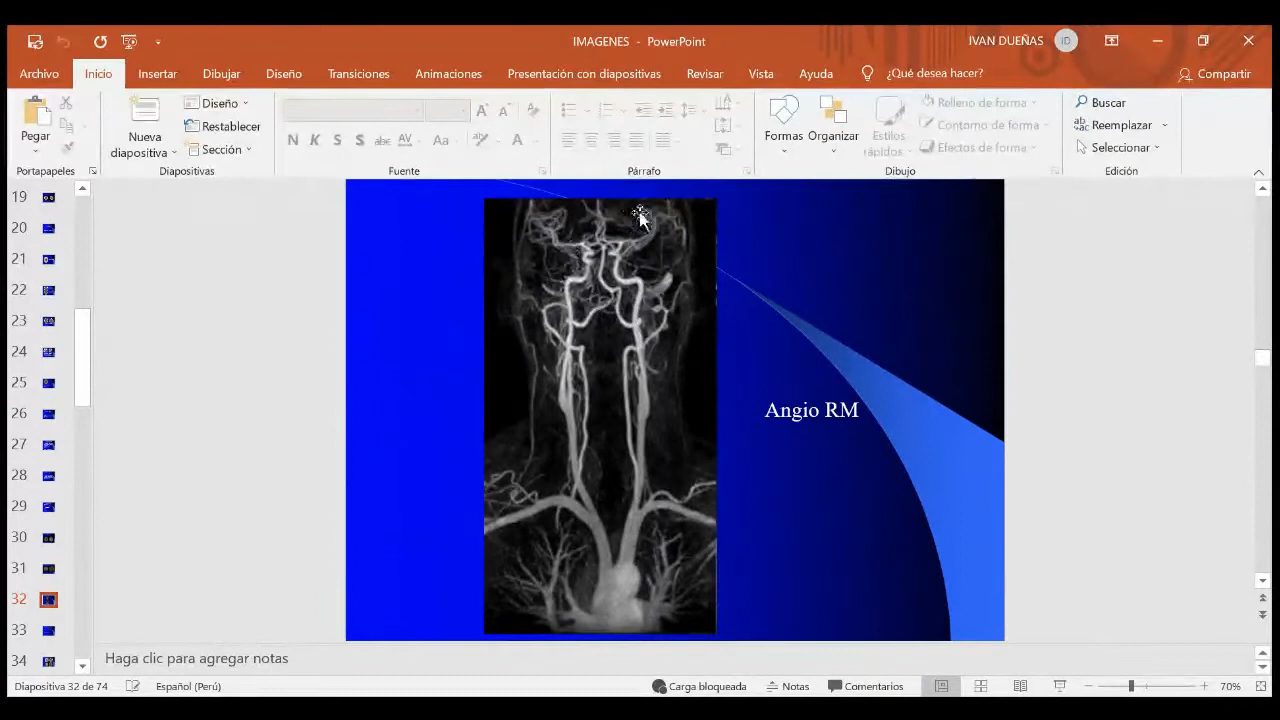 IMAGENES - PowerPoint
IVAN DUEÑAS
ID
Archivo
Inicio
Insertar
Dibujar
Diseño
Transiciones
Animaciones
Presentación con diapositivas
Revisar
Vista
Ayuda
¿Qué desea hacer?
Compartir
Pegar
Nueva
diapositiva
Diseño
Restablecer
Sección
N K S S abc AV Aa A
Formas
Organizar
Estilos
rápidos
Relleno de forma
Contorno de forma
Efectos de forma
Buscar
Reemplazar
Seleccionar
Portapapeles
Diapositivas
Fuente
Párrafo
Dibujo
Edición
19
20
21
22
23
24
25
26
27
28
29
30
31
32
33
34
Angio RM
Haga clic para agregar notas
Diapositiva 32 de 74
Español (Perú)
Carga bloqueada
Notas
Comentarios
70%